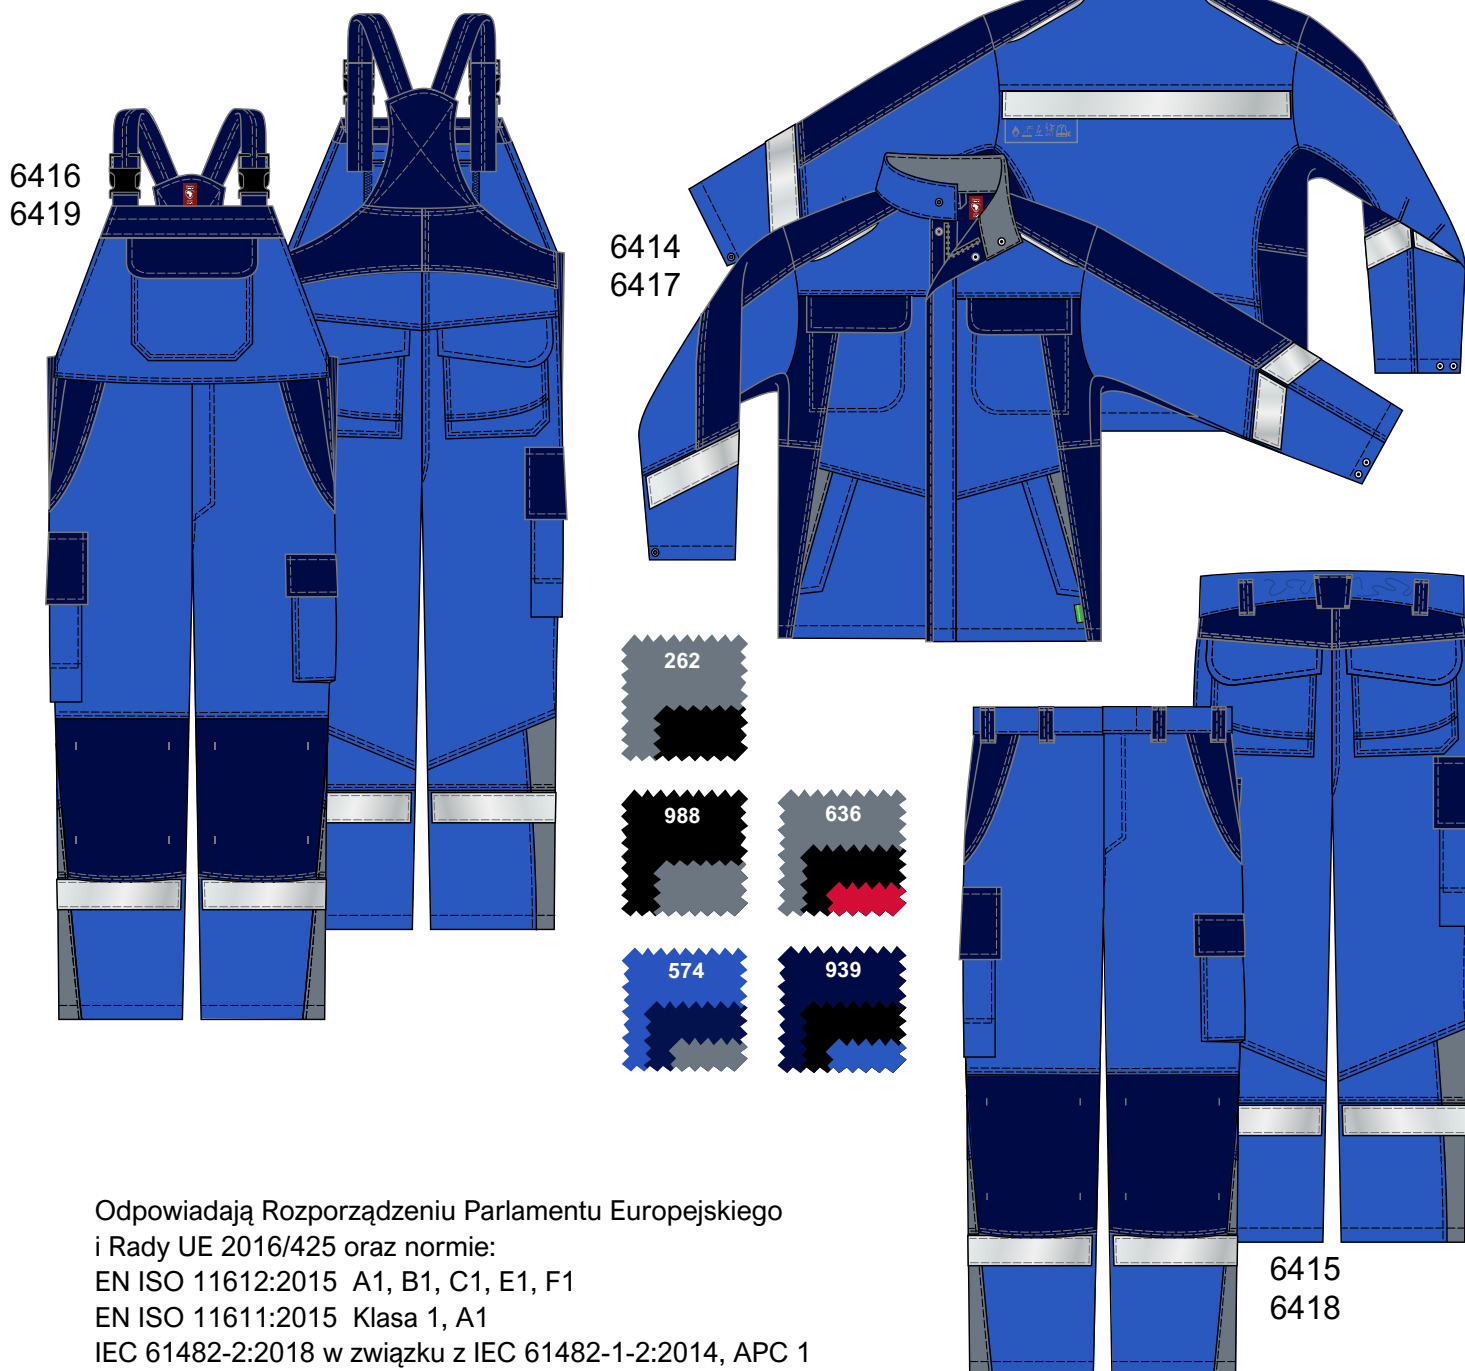 6416
6419
6414
6417
262
988
636
574
939
6415
6418
Odpowiadają Rozporządzeniu Parlamentu Europejskiego
i Rady UE 2016/425 oraz normie:
EN ISO 11612:2015 A1, B1, C1, E1, F1
EN ISO 11611:2015 Klasa 1, A1
IEC 61482-2:2018 w związku z IEC 61482-1-2:2014, APC 1